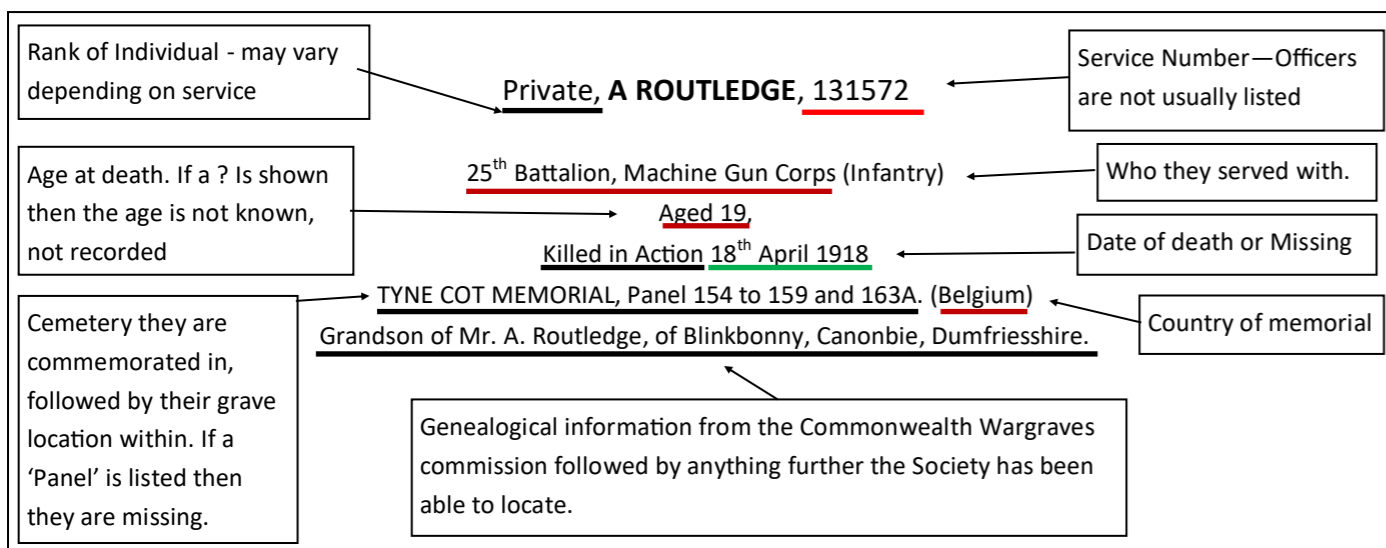 Rank of Individual - may vary
depending on service
Private, A ROUTLEDGE, 131572
Service Number—Officers
are not usually listed
Age at death. If a ? Is shown
then the age is not known,
not recorded
25th Battalion, Machine Gun Corps (Infantry)
Who they served with.
Aged 19,
Killed in Action 18th April 1918
Date of death or Missing
Cemetery they are
commemorated in,
followed by their grave
location within. If a
‘Panel’ is listed then
they are missing.
TYNE COT MEMORIAL, Panel 154 to 159 and 163A. (Belgium)
Country of memorial
Grandson of Mr. A. Routledge, of Blinkbonny, Canonbie, Dumfriesshire.
Genealogical information from the Commonwealth Wargraves
commission followed by anything further the Society has been
able to locate.